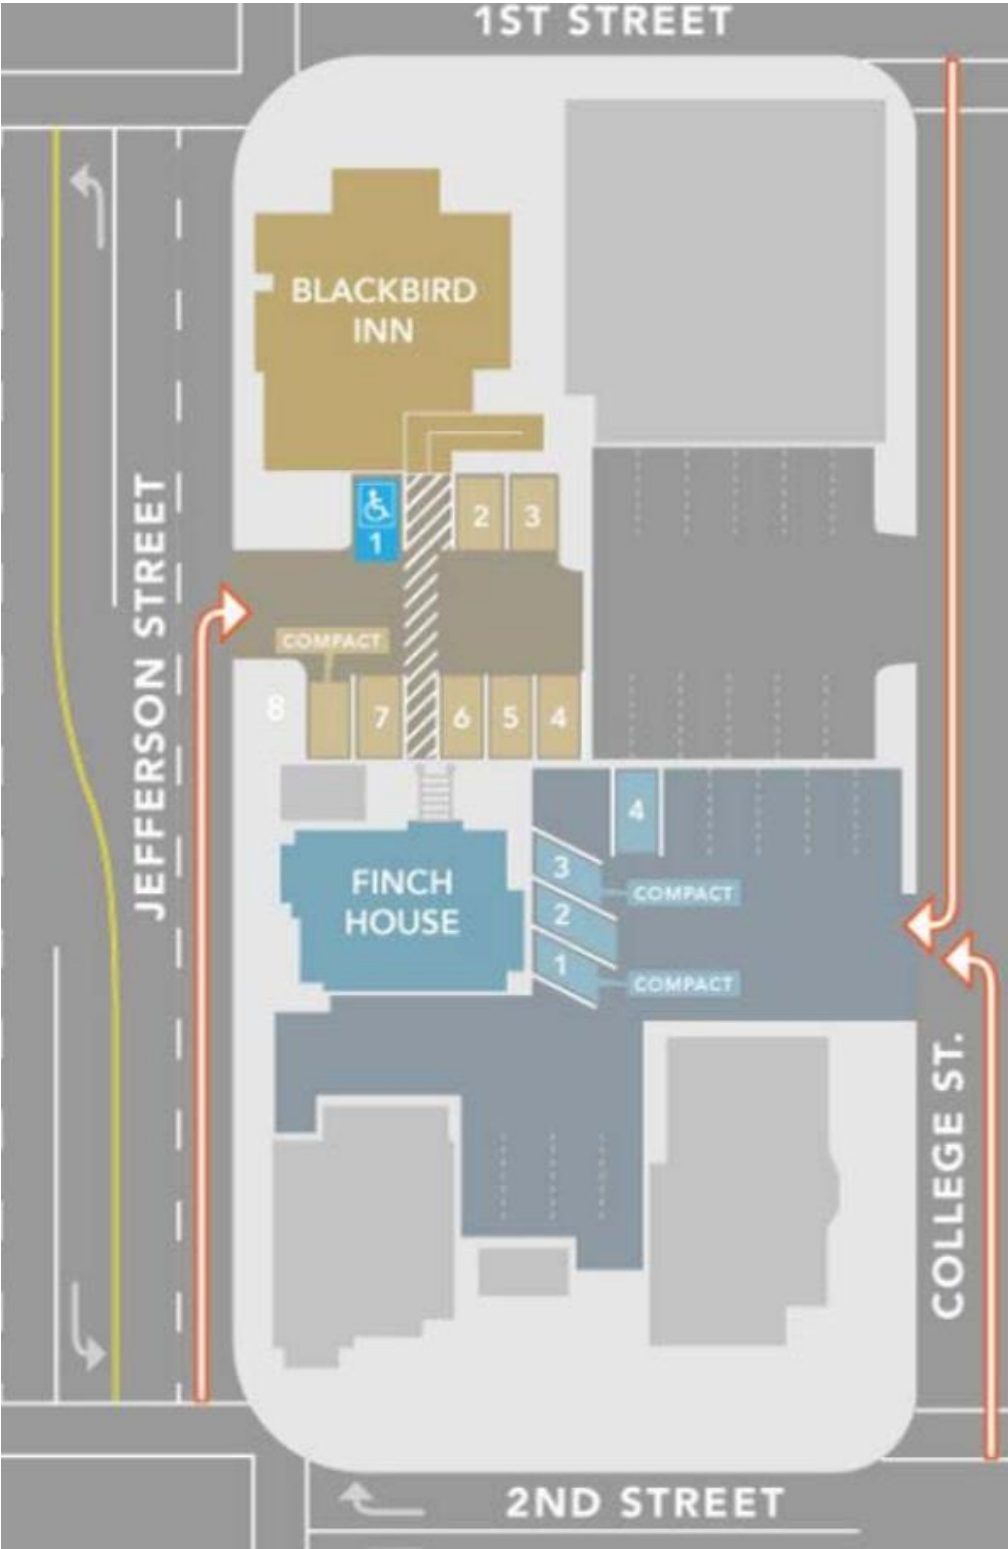 1ST STREET
BLACKBIRD
INN
1
2
3
JEFFERSON STREET
COMPACT
8
7
6
5
4
4
FINCH
HOUSE
3
COMPACT
2
1
COMPACT
COLLEGE ST.
2ND STREET